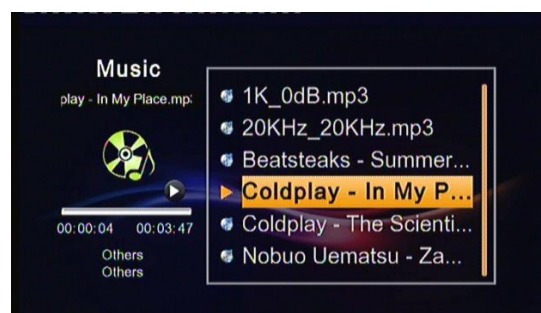 Music
play - In My Place.mp3
00:00:04 00:03:47
Others
Others
1K_0dB.mp3
20KHz_20KHz.mp3
Beatsteaks - Summer...
Coldplay - In My P...
Coldplay - The Scienti...
Nobuo Uematsu - Za...